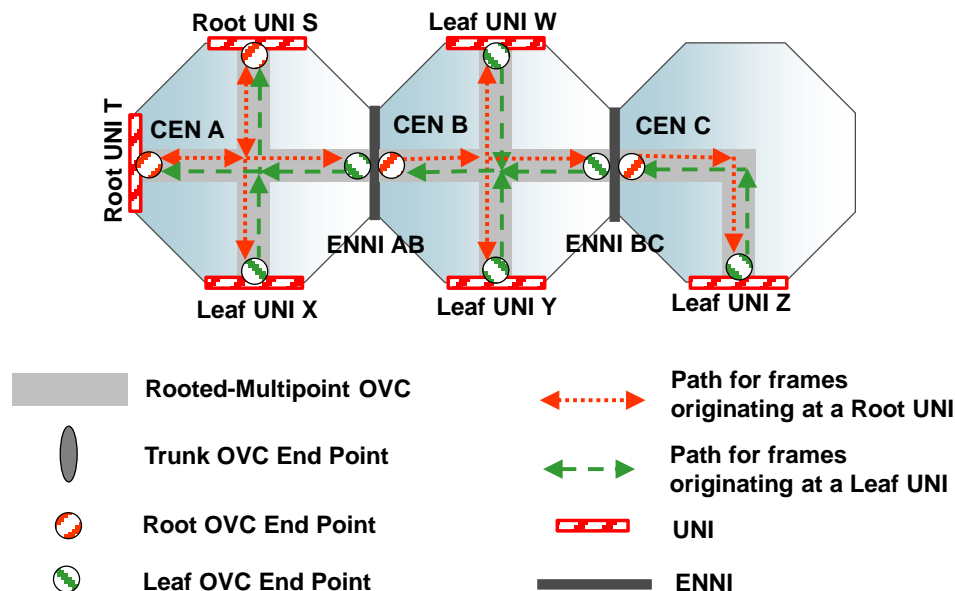 Root UNI S
Leaf UNI W
Root UNI T
CEN A
CEN B
CEN C
ENNI AB
ENNI BC
Leaf UNI X
Leaf UNI Y
Leaf UNI Z
Rooted-Multipoint OVC
Trunk OVC End Point
Root OVC End Point
Leaf OVC End Point
Path for frames
originating at a Root UNI
Path for frames
originating at a Leaf UNI
UNI
ENNI